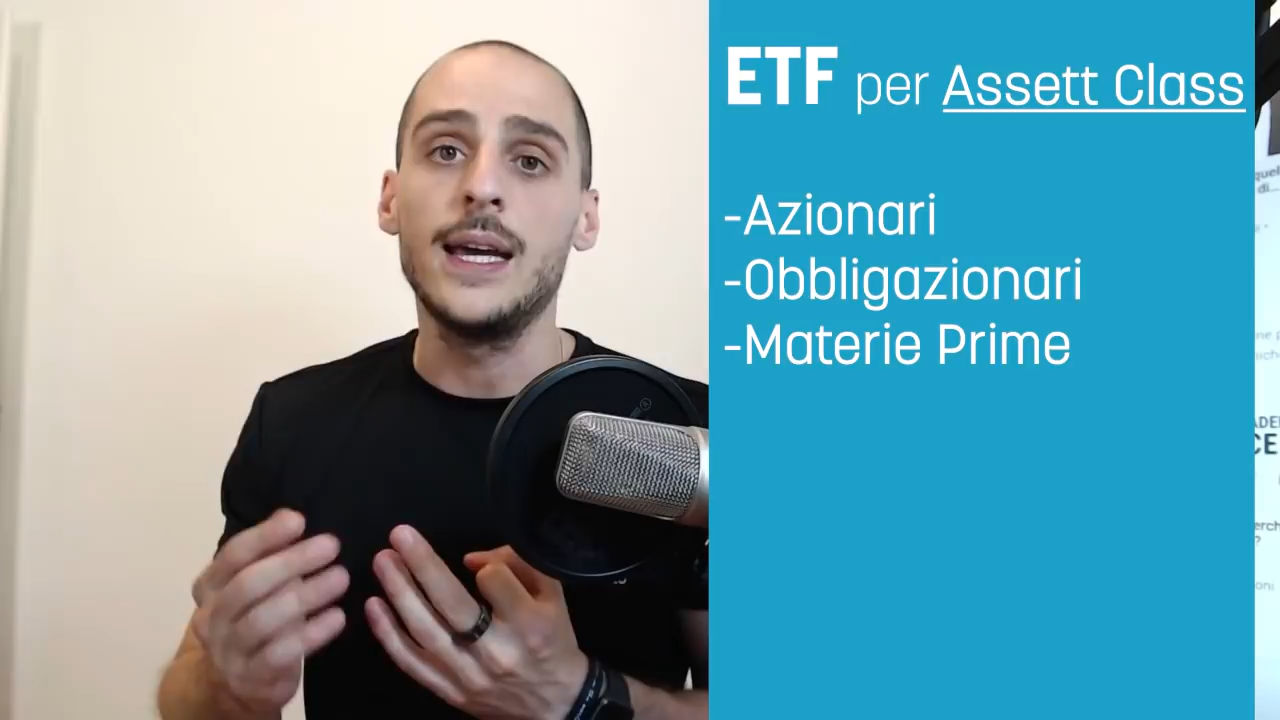 ETF per Assett Class
-Azionari
-Obbligazionari
-Materie Prime